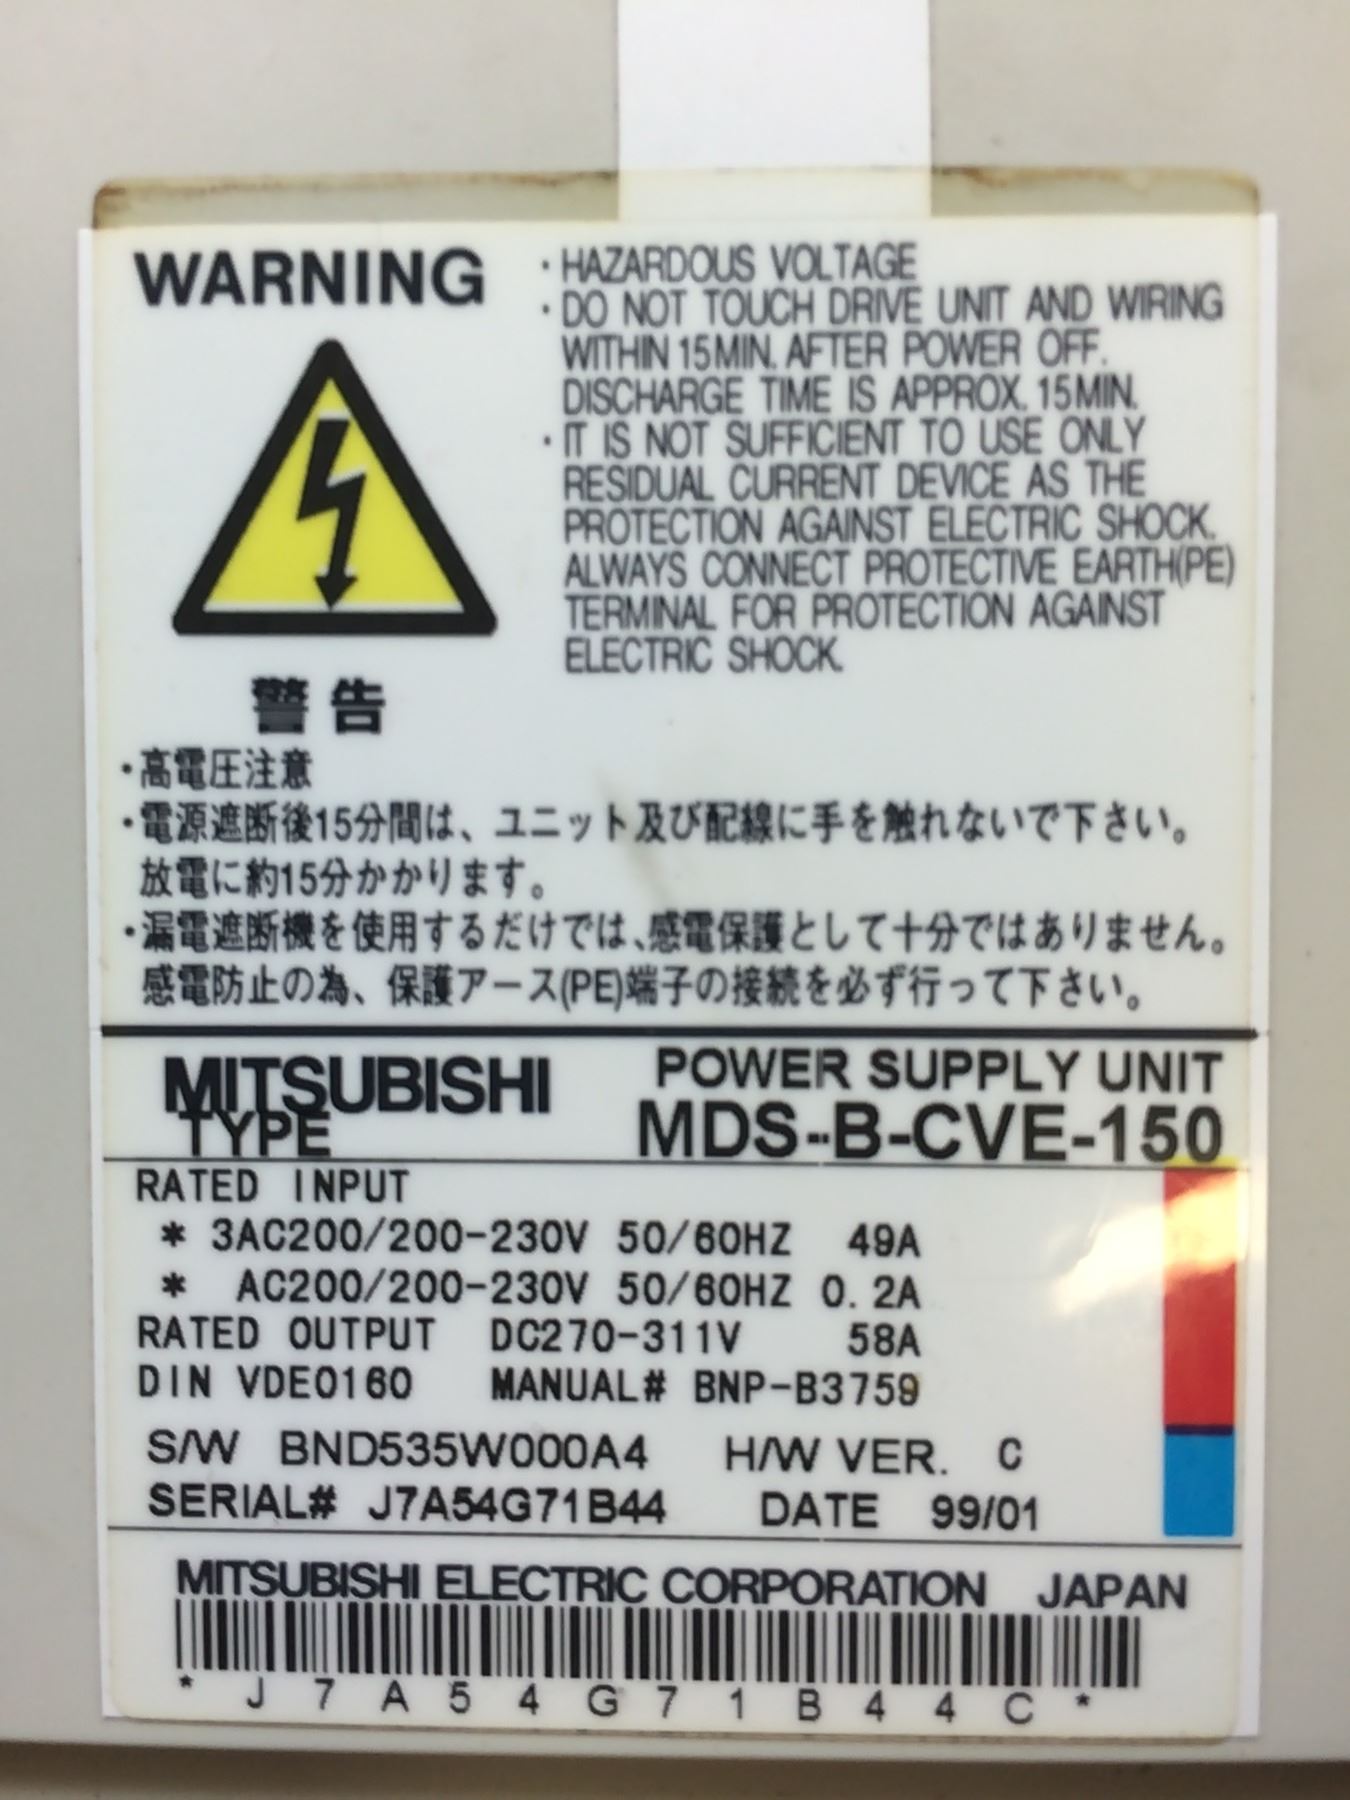 WARNING
・HAZARDOUS VOLTAGE
・DO NOT TOUCH DRIVE UNIT AND WIRING
WITHIN 15MIN. AFTER POWER OFF.
DISCHARGE TIME IS APPROX. 15MIN.
・IT IS NOT SUFFICIENT TO USE ONLY
RESIDUAL CURRENT DEVICE AS THE
PROTECTION AGAINST ELECTRIC SHOCK.
ALWAYS CONNECT PROTECTIVE EARTH(PE)
TERMINAL FOR PROTECTION AGAINST
ELECTRIC SHOCK.
警告
・高電圧注意
・電源遮断後15分間は、ユニット及び配線に手を触れないで下さい。
放電に約15分かかります。
・漏電遮断機を使用するだけでは、感電保護として十分ではありません。
感電防止の為、保護アース(PE)端子の接続を必ず行って下さい。
MITSUBISHI POWER SUPPLY UNIT
TYPE MDS-B-CVE-150
RATED INPUT
* 3AC200/200-230V 50/60HZ 49A
* AC200/200-230V 50/60HZ 0.2A
RATED OUTPUT DC270-311V 58A
DIN VDE0160 MANUAL# BNP-B3759
S/W BND535W000A4 H/W VER. C
SERIAL# J7A54G71B44 DATE 99/01
MITSUBISHI ELECTRIC CORPORATION JAPAN
* J 7 A 5 4 G 7 1 B 4 4 C *